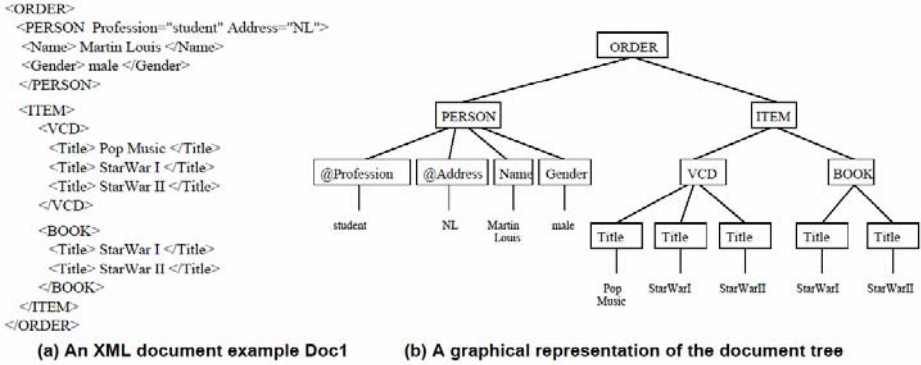 <ORDER>
<PERSON Profession="student" Address="NL">
<Name> Martin Louis </Name>
<Gender> male </Gender>
</PERSON>
<ITEM>
<VCD>
<Title> Pop Music </Title>
<Title> StarWar I </Title>
<Title> StarWar II </Title>
</VCD>
<BOOK>
<Title> StarWar I </Title>
<Title> StarWar II </Title>
</BOOK>
</ITEM>
</ORDER>
(a) An XML document example Doc1
ORDER
PERSON ITEM
@Profession @Address Name Gender VCD BOOK
student NL Martin Louis male
Title Title Title Title Title
Pop Music StarWarI StarWarII StarWarI StarWarII
(b) A graphical representation of the document tree